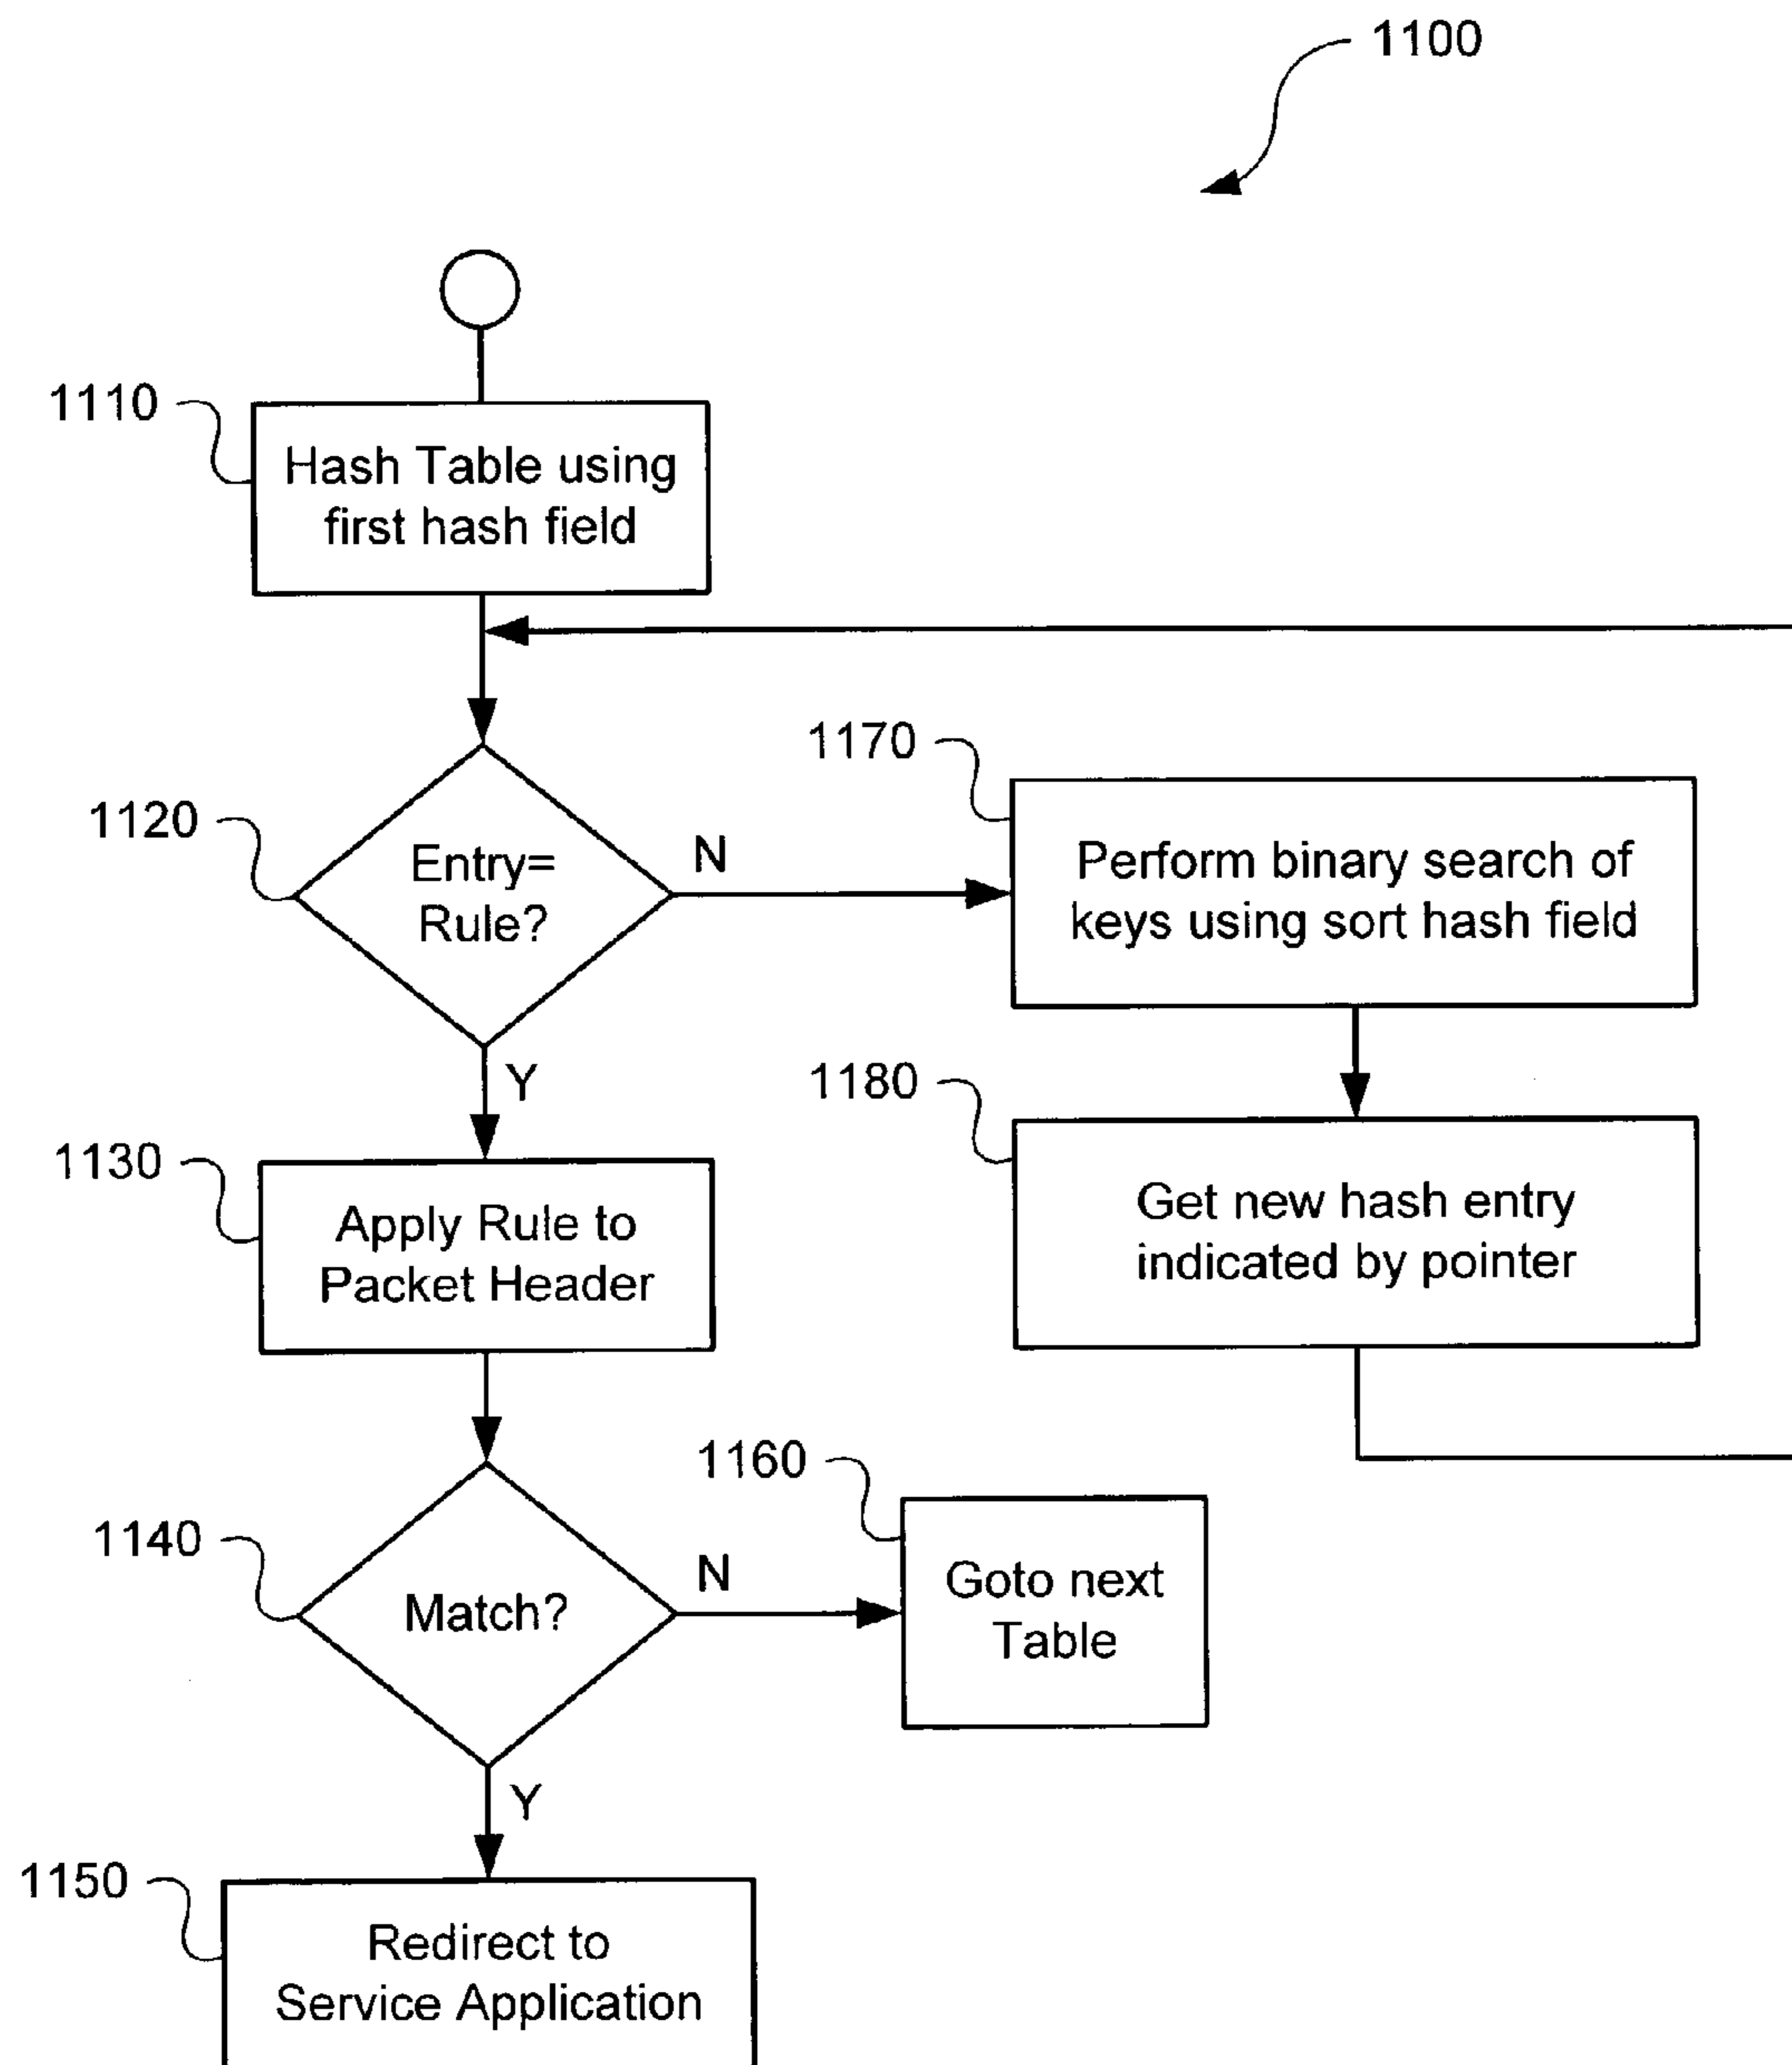 1100
1110
Hash Table using
first hash field
1120
Entry=
Rule?
N
Y
1170
Perform binary search of
keys using sort hash field
1180
Get new hash entry
indicated by pointer
1130
Apply Rule to
Packet Header
1140
Match?
N
Y
1160
Goto next
Table
1150
Redirect to
Service Application